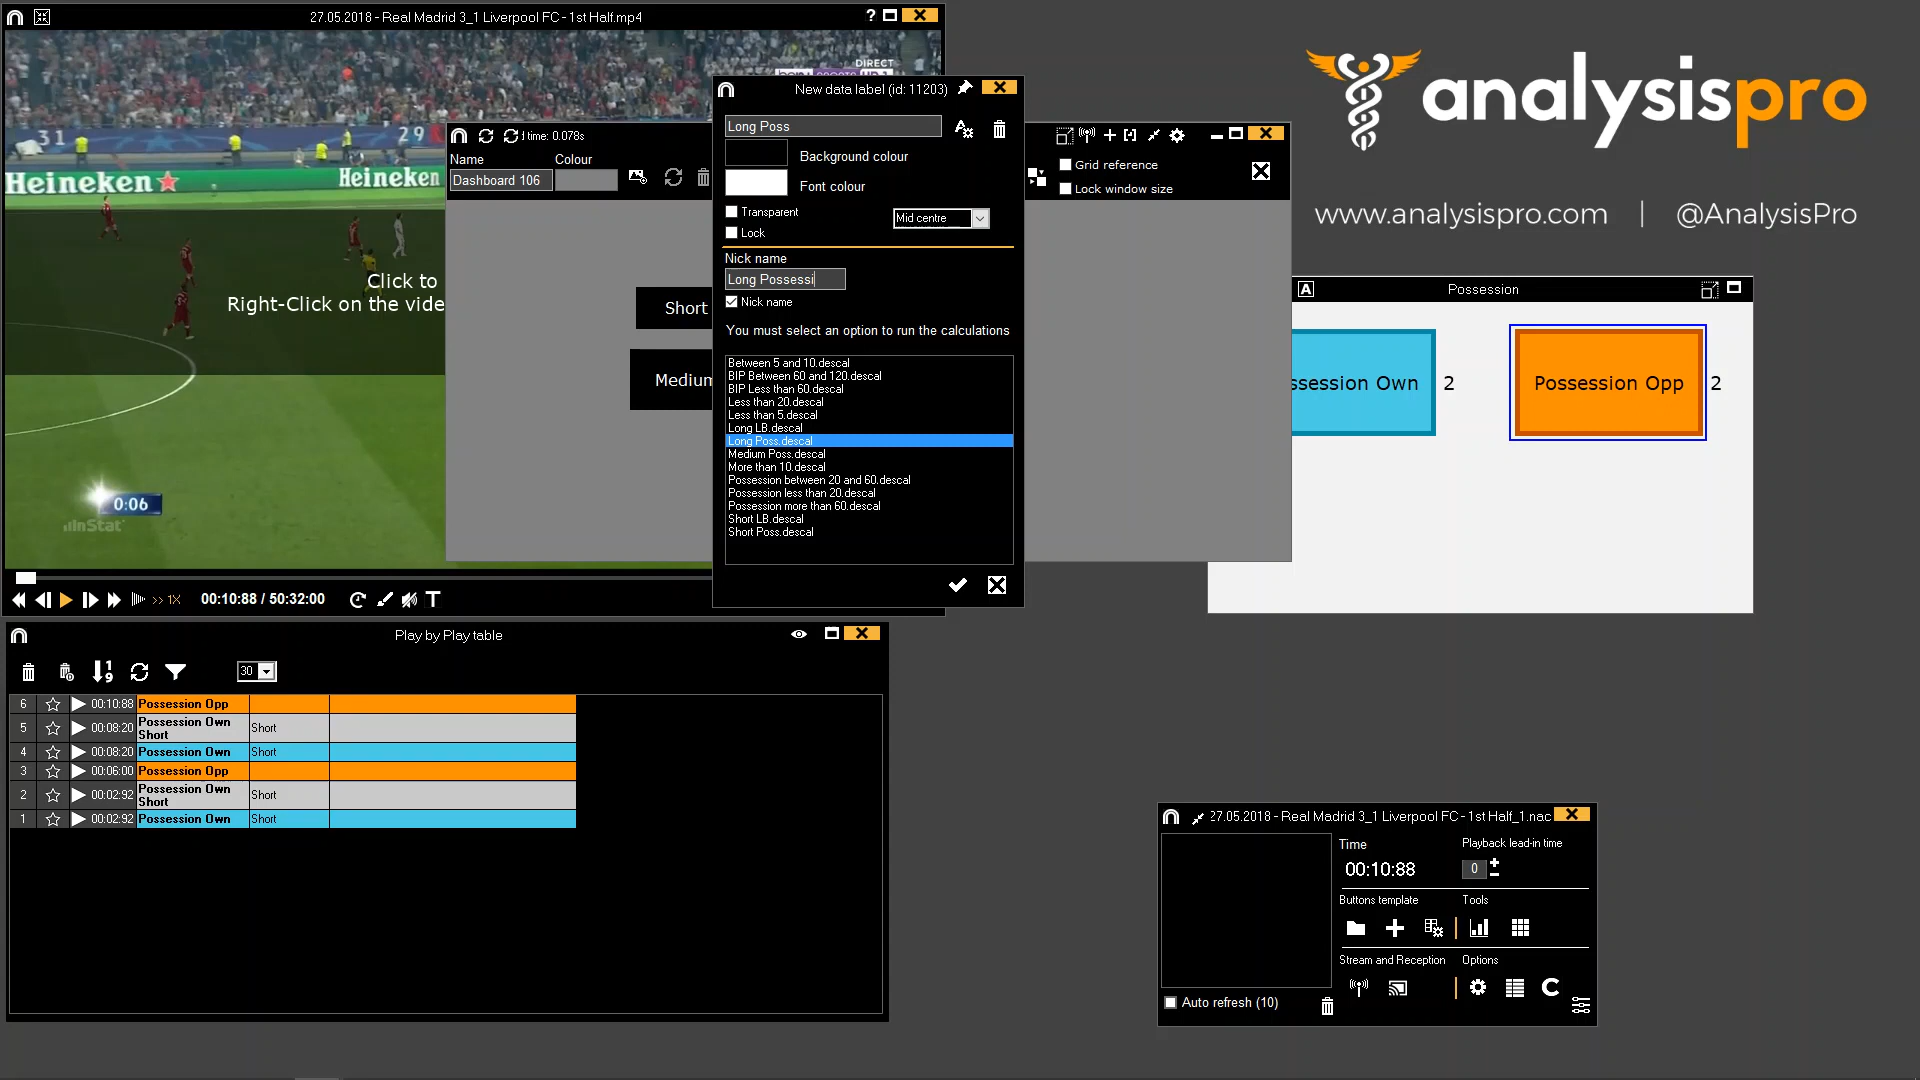 27.05.2018 - Real Madrid 3_1 Liverpool FC - 1st Half.mp4
?
DIRECT
29
Heineken
Heineken
Click to
Right-Click on the vide
0:06
InStat
1X
00:10:88 / 50:32:00
T
time: 0.078s
Name
Colour
Dashboard 106
Grid reference
Lock window size
Short
Medium
New data label (id: 11203)
Long Poss
Background colour
Font colour
Transparent
Mid centre
Lock
Nick name
Long Possessi
Nick name
You must select an option to run the calculations
Between 5 and 10.descal
BIP Between 60 and 120.descal
BIP Less than 60.descal
Less than 20.descal
Less than 5.descal
Long LB.descal
Long Poss.descal
Medium Poss.descal
More than 10.descal
Possession between 20 and 60.descal
Possession less than 20.descal
Possession more than 60.descal
Short LB.descal
Short Poss.descal
analysispro
www.analysispro.com | @AnalysisPro
A
Possession
ssession Own 2
Possession Opp 2
Play by Play table
30
6 00:10:88 Possession Opp
5 00:08:20 Possession Own Short Short
4 00:08:20 Possession Own Short
3 00:06:00 Possession Opp
2 00:02:92 Possession Own Short Short
1 00:02:92 Possession Own Short
27.05.2018 - Real Madrid 3_1 Liverpool FC - 1st Half_1.nac
Time
Playback lead-in time
00:10:88
0
Buttons template
Tools
Stream and Reception
Options
Auto refresh (10)